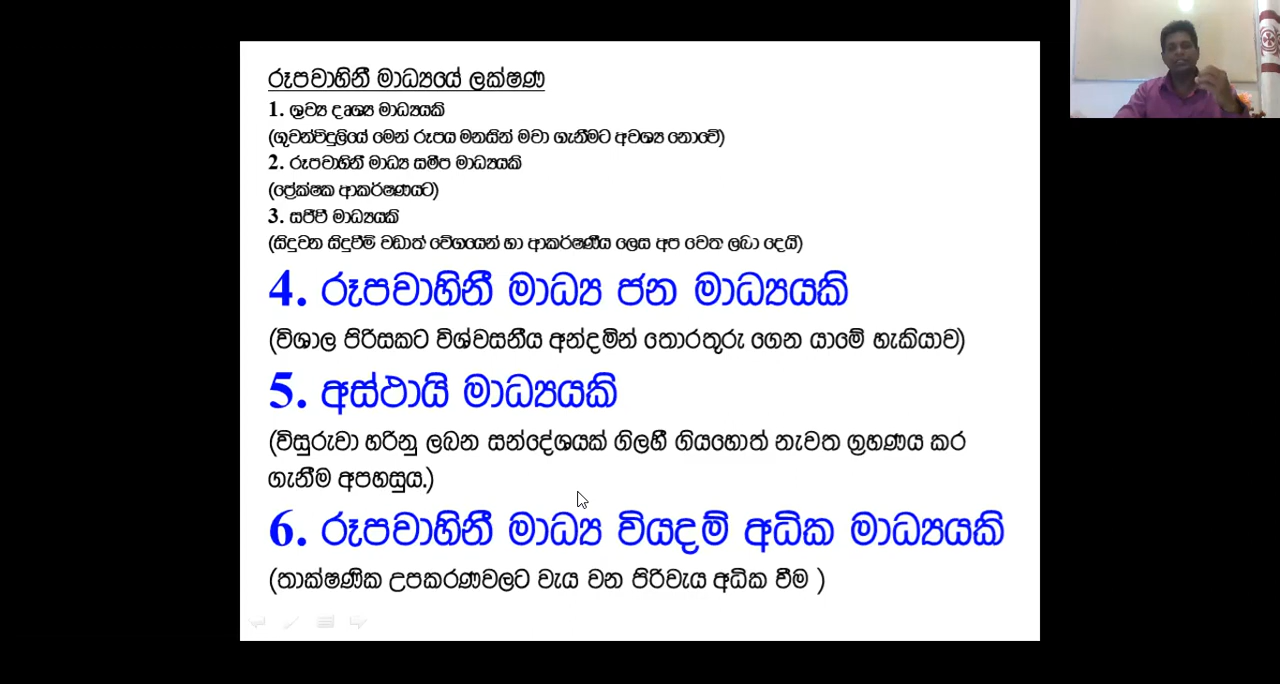 රූපවාහිනී මාධ්‍යයේ ලක්ෂණ
1. ශ්‍රව්‍ය දෘශ්‍ය මාධ්‍යයකි
(ගුවන්විදුලියේ මෙන් රූපය මනසින් මවා ගැනීමට අවශ්‍ය නොවේ)
2. රූපවාහිනී මාධ්‍ය සමීප මාධ්‍යයකි
(ප්‍රේක්ෂක ආකර්ෂණයට)
3. සජීවී මාධ්‍යයකි
(සිදුවන සිදුවීම් වඩාත් වේගයෙන් හා ආකර්ෂණීය ලෙස අප වෙත ලබා දෙයි)
4. රූපවාහිනී මාධ්‍ය ජන මාධ්‍යයකි
(විශාල පිරිසකට විශ්වසනීය අන්දමින් තොරතුරු ගෙන යාමේ හැකියාව)
5. අස්ථායි මාධ්‍යයකි
(විසුරුවා හරිනු ලබන සන්දේශයක් ගිලහී ගියහොත් නැවත ග්‍රහණය කර
ගැනීම අපහසුය.)
6. රූපවාහිනී මාධ්‍ය වියදම් අධික මාධ්‍යයකි
(තාක්ෂණික උපකරණවලට වැය වන පිරිවැය අධික වීම )